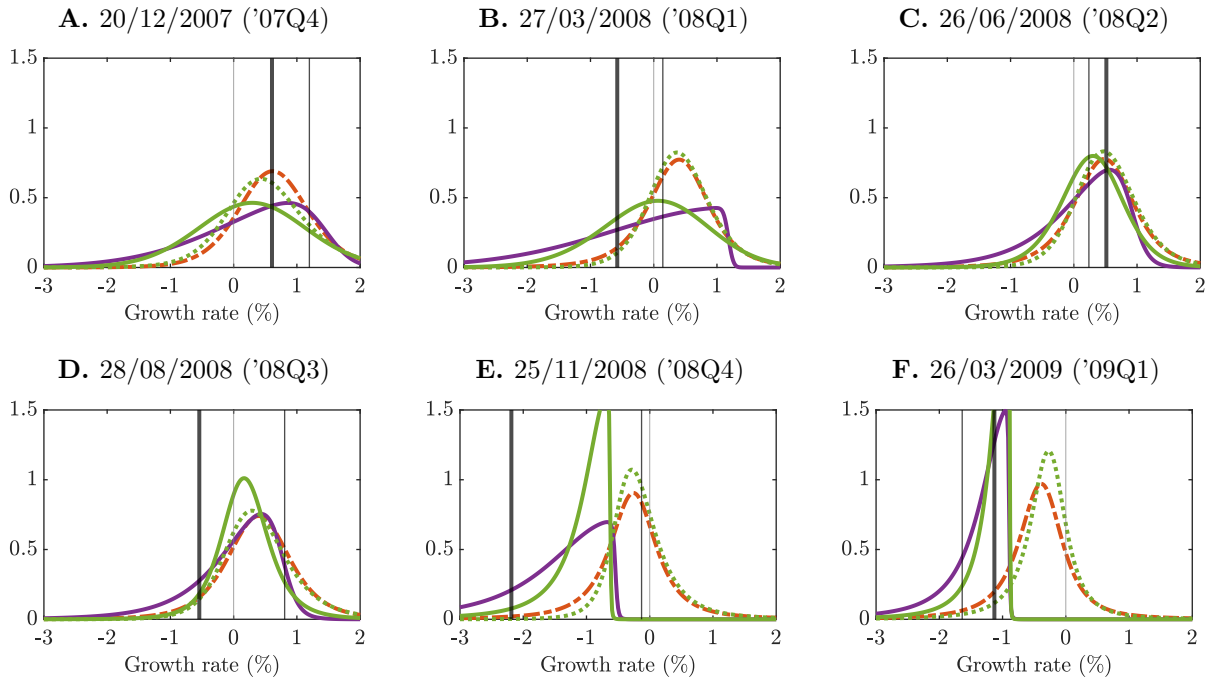 A. 20/12/2007 ('07Q4)
1.5
1
0.5
0
-3 -2 -1 0 1 2
Growth rate (%)
B. 27/03/2008 ('08Q1)
1.5
1
0.5
0
-3 -2 -1 0 1 2
Growth rate (%)
C. 26/06/2008 ('08Q2)
1.5
1
0.5
0
-3 -2 -1 0 1 2
Growth rate (%)
D. 28/08/2008 ('07Q3)
1.5
1
0.5
0
-3 -2 -1 0 1 2
Growth rate (%)
E. 25/11/2008 ('08Q4)
1.5
1
0.5
0
-3 -2 -1 0 1 2
Growth rate (%)
F. 26/03/2009 ('09Q1)
1.5
1
0.5
0
-3 -2 -1 0 1 2
Growth rate (%)